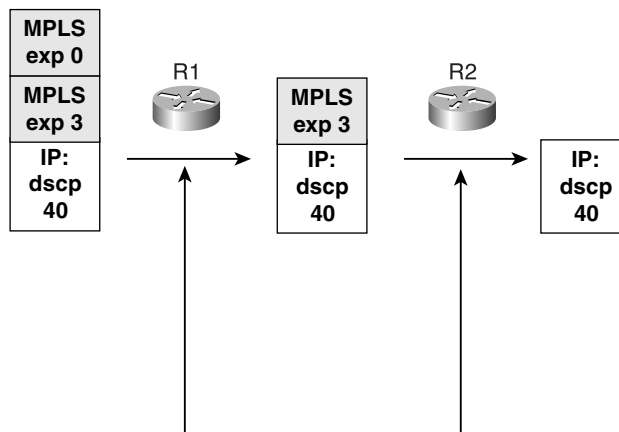 MPLS
exp 0
MPLS
exp 3
IP:
dscp
40
R1
MPLS
exp 3
IP:
dscp
40
R2
IP:
dscp
40